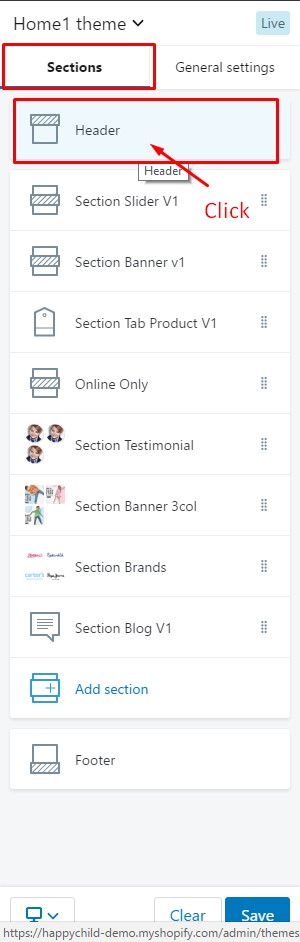 Home1 theme
Live
Sections
General settings
Header
Header
Click
Section Slider V1
Section Banner v1
Section Tab Product V1
Online Only
Section Testimonial
Section Banner 3col
Section Brands
Section Blog V1
Add section
Footer
Clear
Save
https://happychild-demo.myshopify.com/admin/themes